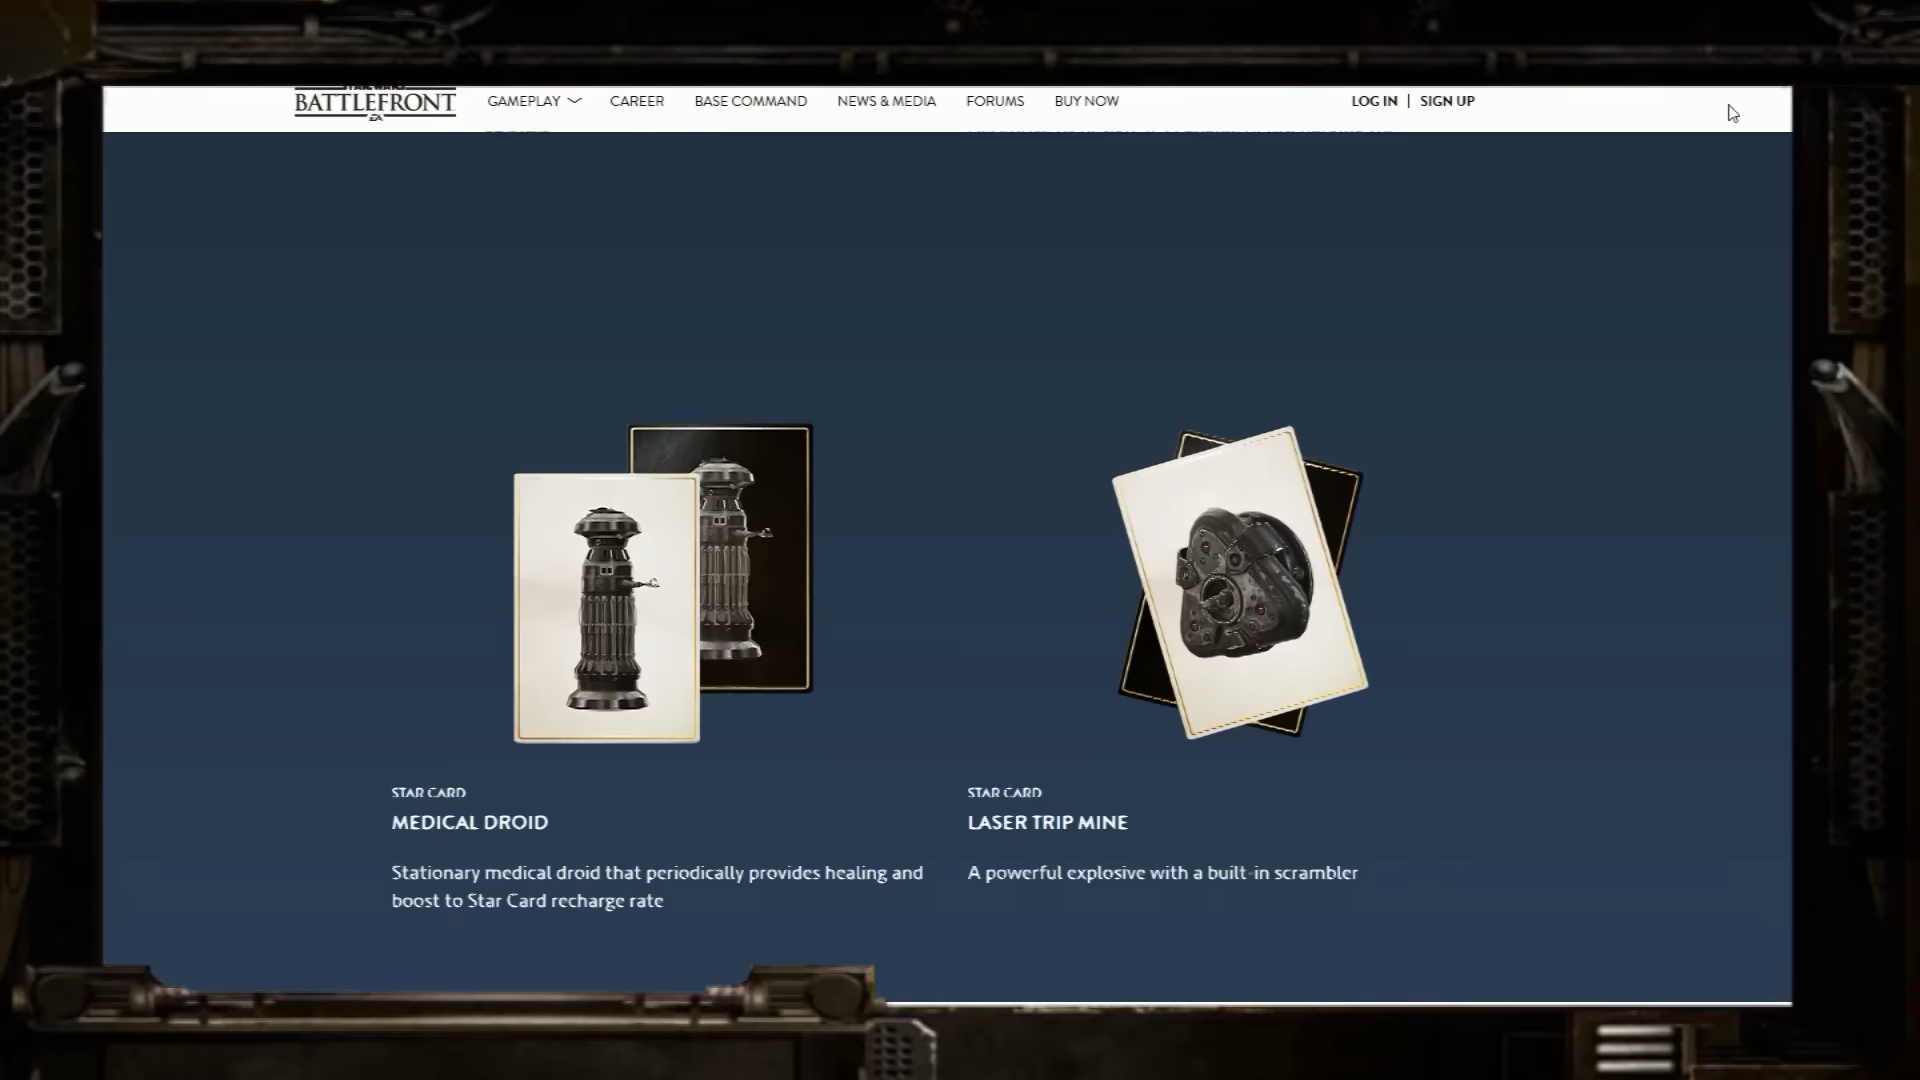 BATTLEFRONT
EA
GAMEPLAY CAREER BASE COMMAND NEWS & MEDIA FORUMS BUY NOW LOG IN | SIGN UP
STAR CARD
MEDICAL DROID
Stationary medical droid that periodically provides healing and
boost to Star Card recharge rate
STAR CARD
LASER TRIP MINE
A powerful explosive with a built-in scrambler